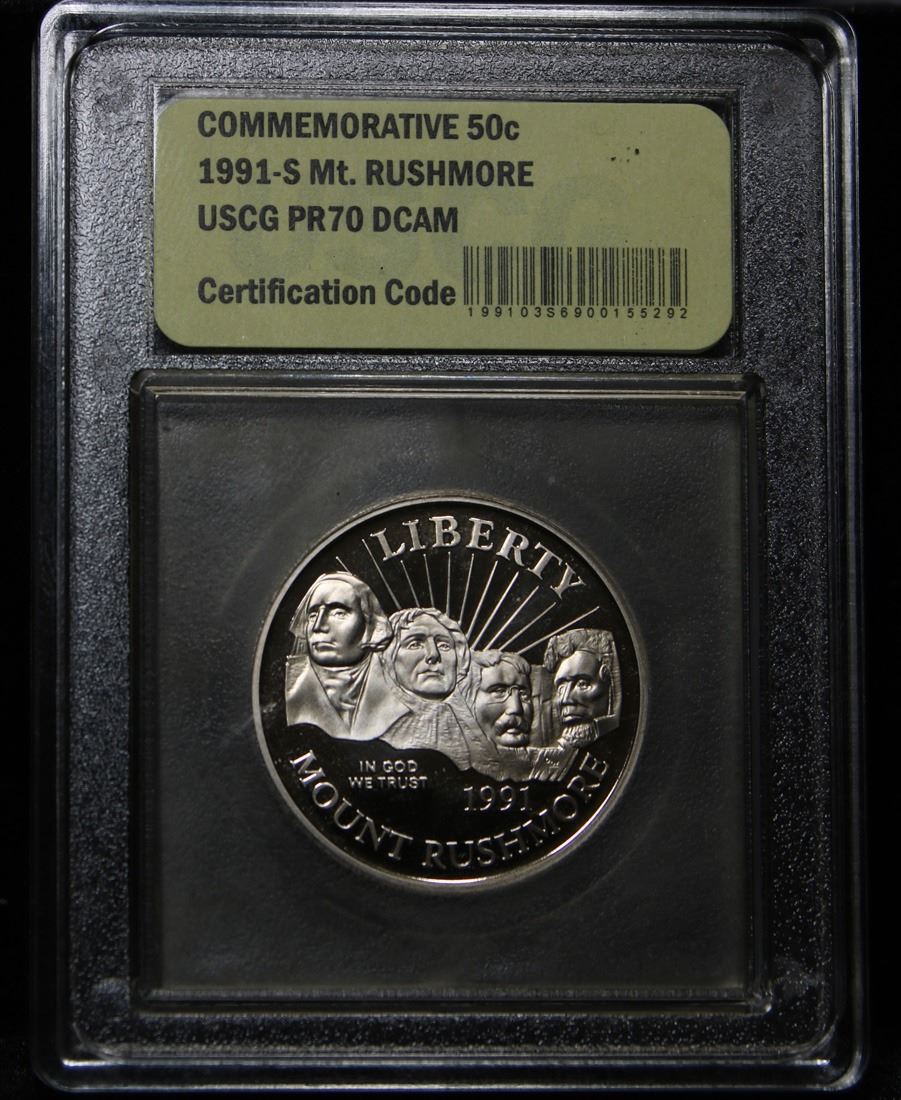 COMMEMORATIVE 50c
1991-S Mt. RUSHMORE
USCG PR70 DCAM
Certification Code
199103S6900155292
LIBERTY
IN GOD
WE TRUST
1991
MOUNT RUSHMORE